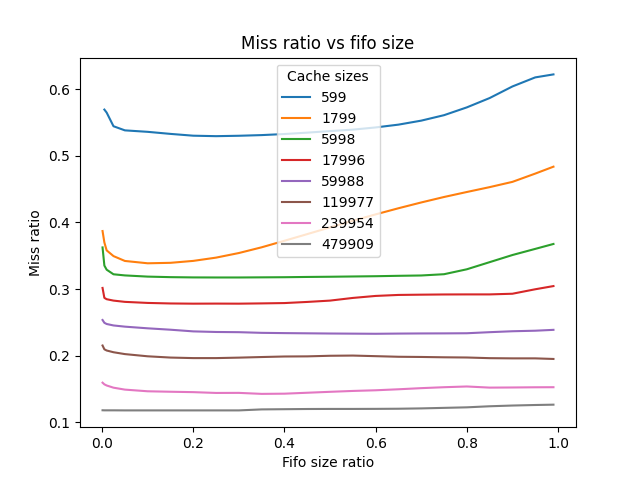 Miss ratio vs fifo size
Cache sizes
599
1799
5998
17996
59988
119977
239954
479909
Miss ratio
0.6
0.5
0.4
0.3
0.2
0.1
0.0 0.2 0.4 0.6 0.8 1.0
Fifo size ratio